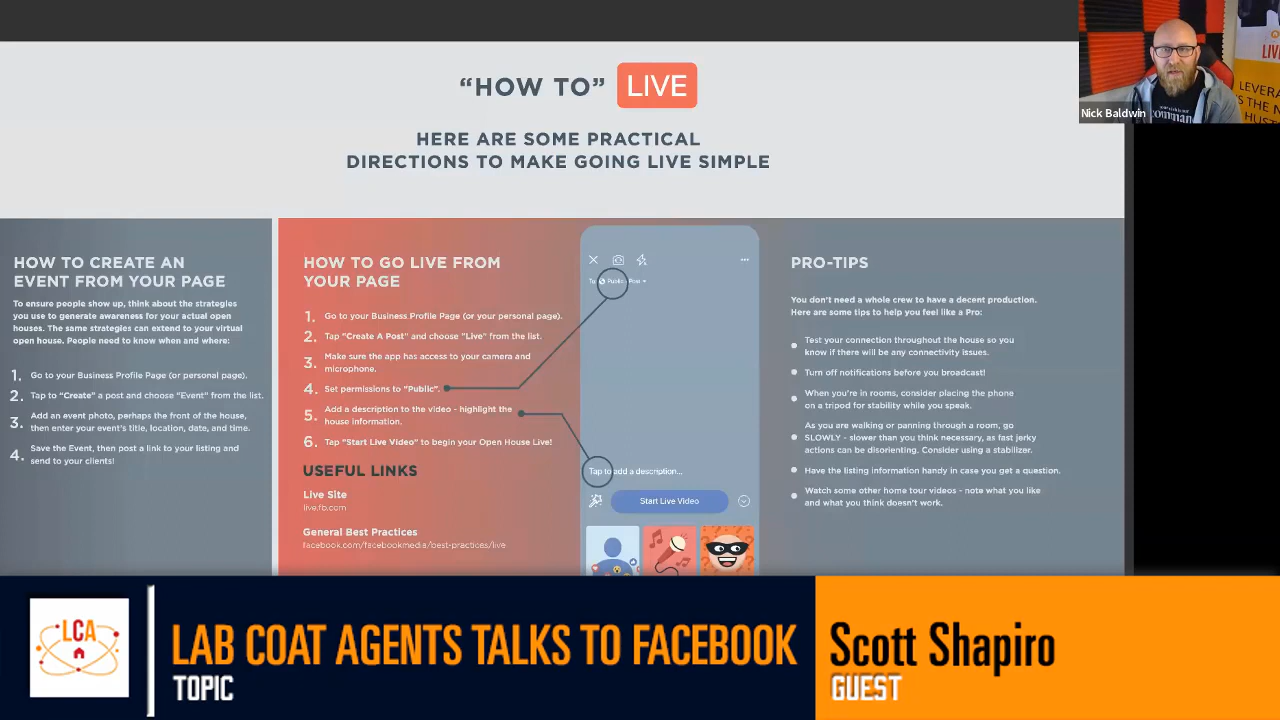 “HOW TO” LIVE
HERE ARE SOME PRACTICAL
DIRECTIONS TO MAKE GOING LIVE SIMPLE
Nick Baldwin
HOW TO CREATE AN
EVENT FROM YOUR PAGE
To ensure people show up, think about the strategies
you use to generate awareness for your actual open
houses. The same strategies can extend to your virtual
open house. People need to know when and where:
1. Go to your Business Profile Page (or personal page).
2. Tap to “Create” a post and choose “Event” from the list.
3. Add an event photo, perhaps the front of the house,
then enter your event's title, location, date, and time.
4. Save the Event, then post a link to your listing and
send to your clients!
HOW TO GO LIVE FROM
YOUR PAGE
1. Go to your Business Profile Page (or your personal page).
2. Tap “Create A Post” and choose “Live” from the list.
3. Make sure the app has access to your camera and
microphone.
4. Set permissions to “Public”.
5. Add a description to the video - highlight the
house information.
6. Tap “Start Live Video” to begin your Open House Live!
USEFUL LINKS
Live Site
live.fb.com
General Best Practices
facebook.com/facebookmedia/best-practices/live
To Public Post
Tap to add a description...
Start Live Video
PRO-TIPS
You don't need a whole crew to have a decent production.
Here are some tips to help you feel like a Pro:
Test your connection throughout the house so you
know if there will be any connectivity issues.
Turn off notifications before you broadcast!
When you're in rooms, consider placing the phone
on a tripod for stability while you speak.
As you are walking or panning through a room, go
SLOWLY - slower than you think necessary, as fast jerky
actions can be disorienting. Consider using a stabilizer.
Have the listing information handy in case you get a question.
Watch some other home tour videos - note what you like
and what you think doesn't work.
LCA
LAB COAT AGENTS TALKS TO FACEBOOK
TOPIC
Scott Shapiro
GUEST